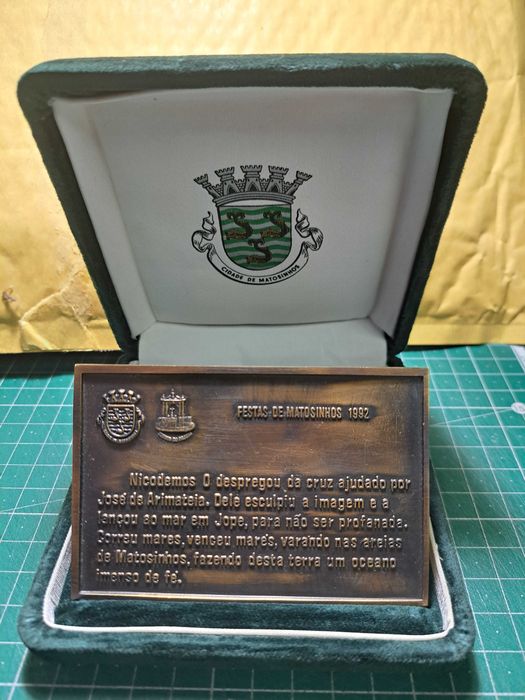 CIDADE DE MATOSINHOS
FESTAS DE MATOSINHOS 1992
Nicodemos O despregou da cruz ajudado por
José de Arimateia. Dele esculpiu a imagem e a
lançou ao mar em Jope, para não ser profanada.
Correu mares, venceu marés, varando nas areias
de Matosinhos, fazendo desta terra um oceano
imenso de fé.